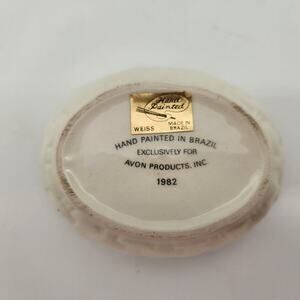 Hand
Painted
WEISS MADE IN
BRAZIL
HAND PAINTED IN BRAZIL
EXCLUSIVELY FOR
AVON PRODUCTS, INC.
1982